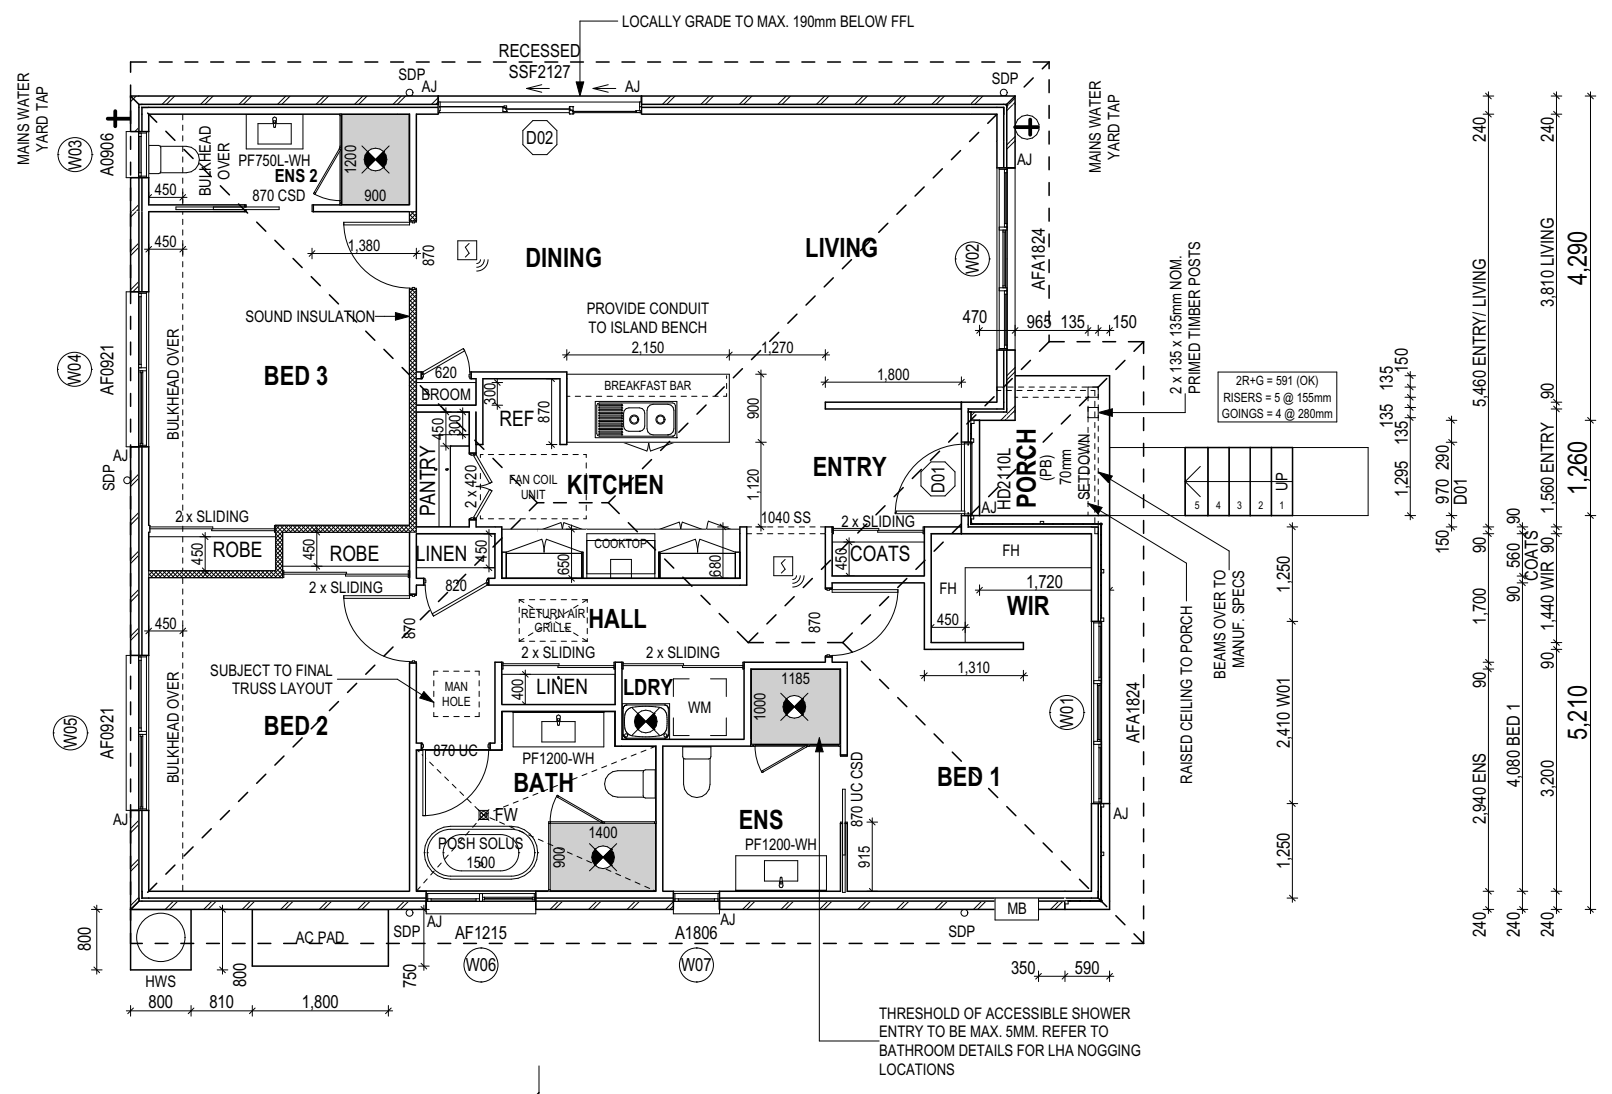 LOCALLY GRADE TO MAX. 190mm BELOW FFL
RECESSED
SSF2127
SDP
AJ
AJ
SDP
MAINS WATER
YARD TAP
W03
A0906
BULKHEAD
OVER
PF750L-WH
ENS 2
870 CSD
450
1200
900
D02
AJ
MAINS WATER
YARD TAP
450
1,380
870
DINING
LIVING
W02
AFA1824
SOUND INSULATION
PROVIDE CONDUIT
TO ISLAND BENCH
470
965
135
150
2 x 135 x 135mm NOM.
PRIMED TIMBER POSTS
W04
AF0921
BULKHEAD OVER
BED 3
620
BROOM
300
REF
870
2,150
1,270
BREAKFAST BAR
900
1,800
2R+G = 591 (OK)
RISERS = 5 @ 155mm
GOINGS = 4 @ 280mm
AJ
SDP
450
300
PANTRY
2 x 420
FAN COIL
UNIT
KITCHEN
1,120
ENTRY
D01
AJ
HD2110L
PORCH
(PB)
70mm
SETDOWN
5
4
3
2
1
UP
2 x SLIDING
450
ROBE
450
ROBE
2 x SLIDING
LINEN
450
820
650
COOKTOP
680
1040 SS
2 x SLIDING
450
COATS
FH
FH
1,720
WIR
450
1,310
450
870
RETURN AIR
GRILLE
HALL
870
SUBJECT TO FINAL
TRUSS LAYOUT
MAN
HOLE
2 x SLIDING
400
LINEN
2 x SLIDING
LDRY
WM
1185
1000
W01
AFA1824
RAISED CEILING TO PORCH
BEAMS OVER TO
MANUF. SPECS
W05
AF0921
BULKHEAD OVER
BED 2
870 UC
PF1200-WH
BATH
FW
POSH SOLUS
1500
1400
900
ENS
PF1200-WH
870 UC CSD
915
BED 1
AJ
AJ
MB
800
HWS
600
AC PAD
SDP
750
AJ
AF1215
W06
A1806
AJ
W07
SDP
350
590
800
810
1,800
THRESHOLD OF ACCESSIBLE SHOWER
ENTRY TO BE MAX. 5MM. REFER TO
BATHROOM DETAILS FOR LHA NOGGING
LOCATIONS
135
150
135
135
1,295
290
970
D01
150
1,250
2,410 W01
1,250
240
5,460 ENTRY/ LIVING
90
1,700
90
2,940 ENS
240
90
560
COATS
90
4,080 BED 1
240
240
3,810 LIVING
90
1,560 ENTRY
90
1,440 WIR
90
3,200
240
4,290
1,260
5,210